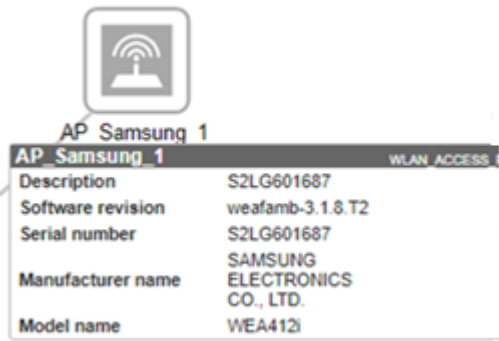 AP_Samsung_1
AP_Samsung_1 WLAN_ACCESS_
Description S2LG601687
Software revision weafamb-3.1.8.T2
Serial number S2LG601687
SAMSUNG
Manufacturer name ELECTRONICS
CO., LTD.
Model name WEA412i